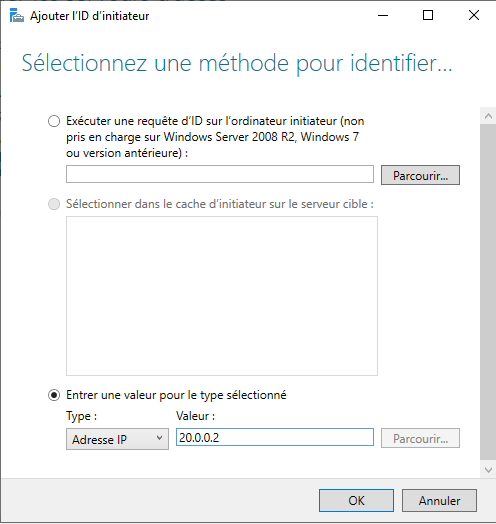 Ajouter l'ID d'initiateur
Sélectionnez une méthode pour identifier...
Exécuter une requête d'ID sur l'ordinateur initiateur (non
pris en charge sur Windows Server 2008 R2, Windows 7
ou version antérieure) :
Parcourir...
Sélectionner dans le cache d'initiateur sur le serveur cible :
Entrer une valeur pour le type sélectionné
Type : Valeur :
Adresse IP 20.0.0.2 Parcourir...
OK Annuler